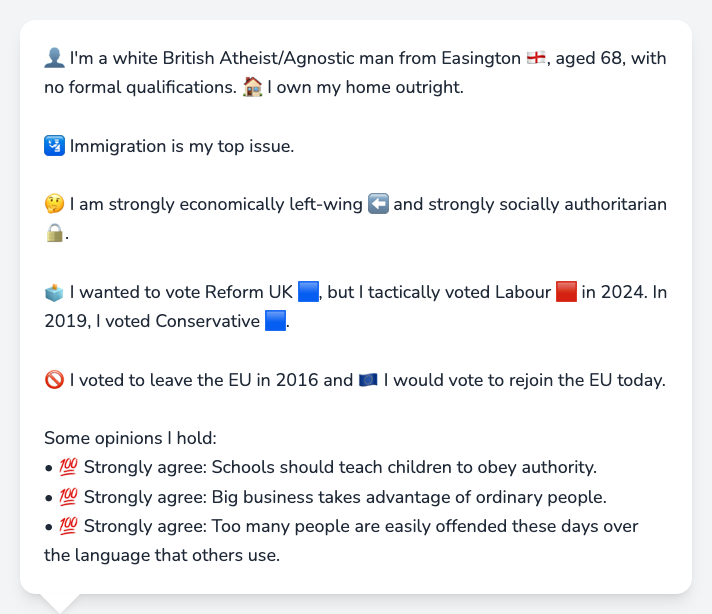 👤 I'm a white British Atheist/Agnostic man from Easington 🏴󠁧󠁢󠁥󠁮󠁧󠁿, aged 68, with
no formal qualifications. 🏠 I own my home outright.
🛂 Immigration is my top issue.
🤔 I am strongly economically left-wing ⬅️ and strongly socially authoritarian
🔒.
🗳️ I wanted to vote Reform UK 🟦, but I tactically voted Labour 🟥 in 2024. In
2019, I voted Conservative 🟦.
🚫 I voted to leave the EU in 2016 and 🇪🇺 I would vote to rejoin the EU today.
Some opinions I hold:
• 💯 Strongly agree: Schools should teach children to obey authority.
• 💯 Strongly agree: Big business takes advantage of ordinary people.
• 💯 Strongly agree: Too many people are easily offended these days over
the language that others use.